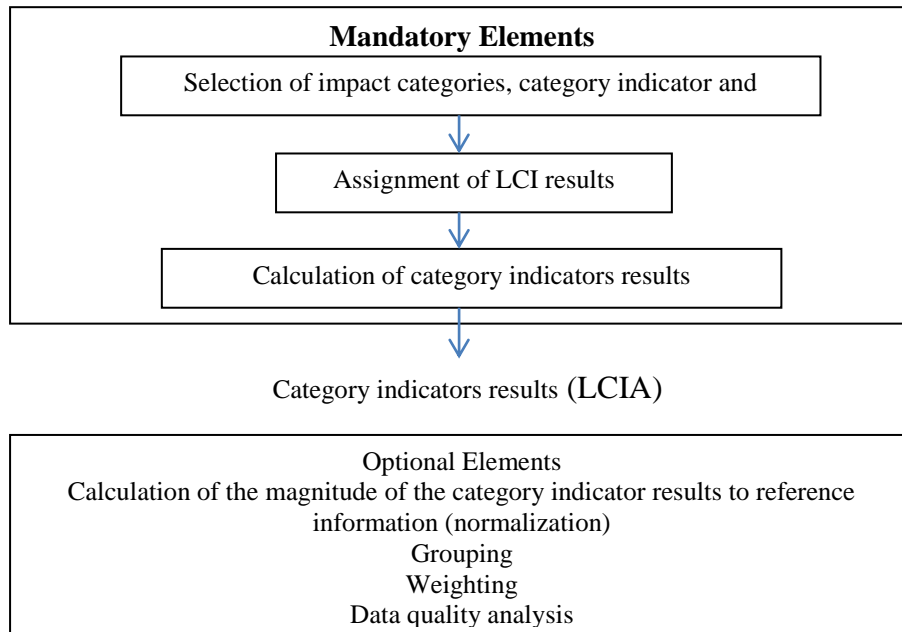 Mandatory Elements
Selection of impact categories, category indicator and
Assignment of LCI results
Calculation of category indicators results
Category indicators results (LCIA)
Optional Elements
Calculation of the magnitude of the category indicator results to reference
information (normalization)
Grouping
Weighting
Data quality analysis